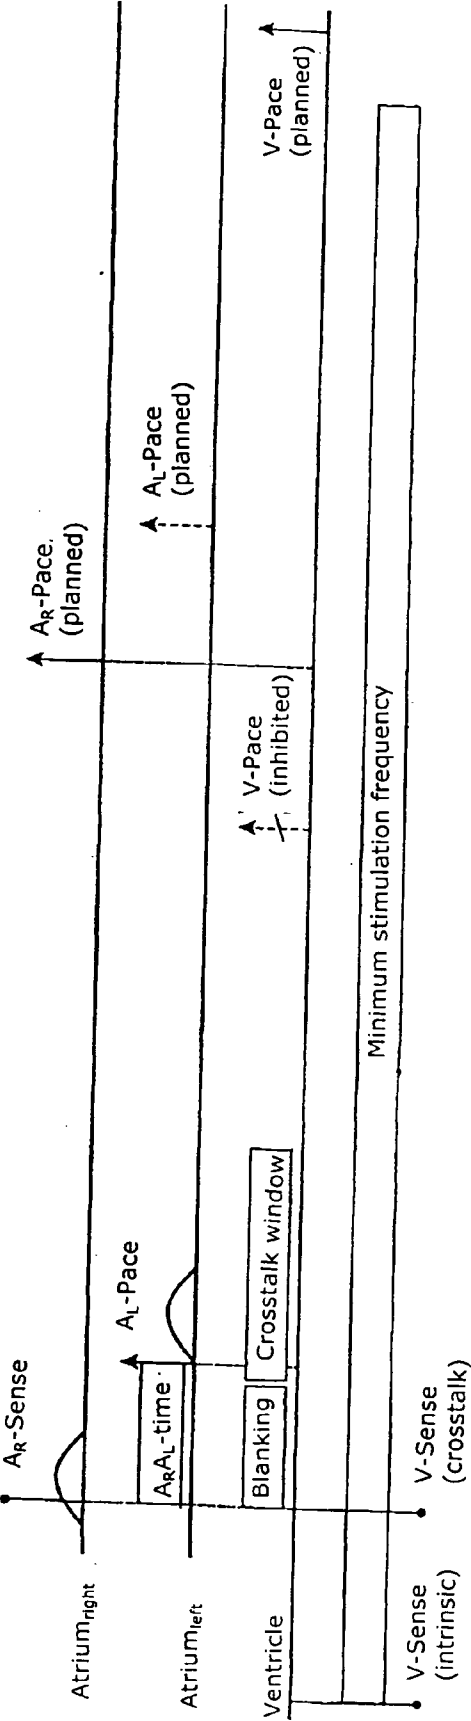 A_R-Sense
Atrium_right
A_R-Pace
(planned)
A_L-Pace
A_RA_L-time
Atrium_left
A_L-Pace
(planned)
Blanking
Crosstalk window
Ventricle
V-Pace
(inhibited)
V-Pace
(planned)
Minimum stimulation frequency
V-Sense
(intrinsic)
V-Sense
(crosstalk)